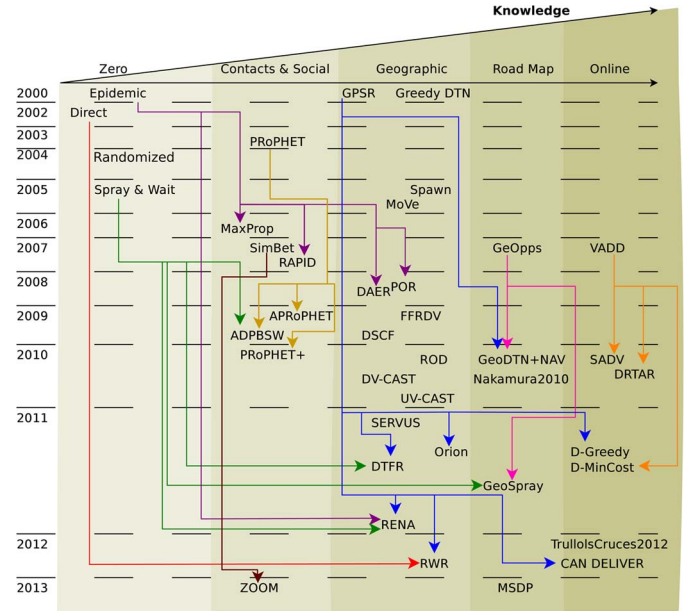 Knowledge
Zero Contacts & Social Geographic Road Map Online
2000 Epidemic GPSR Greedy DTN
2002 Direct
2003
PRoPHET
2004 Randomized
2005 Spray & Wait Spawn
MoVe
2006
MaxProp
2007 SimBet GeOpps VADD
RAPID
2008 DAER POR
2009 APRoPHET FFRDV
ADPBSW DSCF
2010 PRoPHET+ ROD GeoDTN+NAV SADV
DRTAR
DV-CAST Nakamura2010
UV-CAST
2011 SERVUS
Orion D-Greedy
DTFR D-MinCost
GeoSpray
RENA
2012 TrullolsCruces2012
RWR CAN DELIVER
2013 ZOOM MSDP